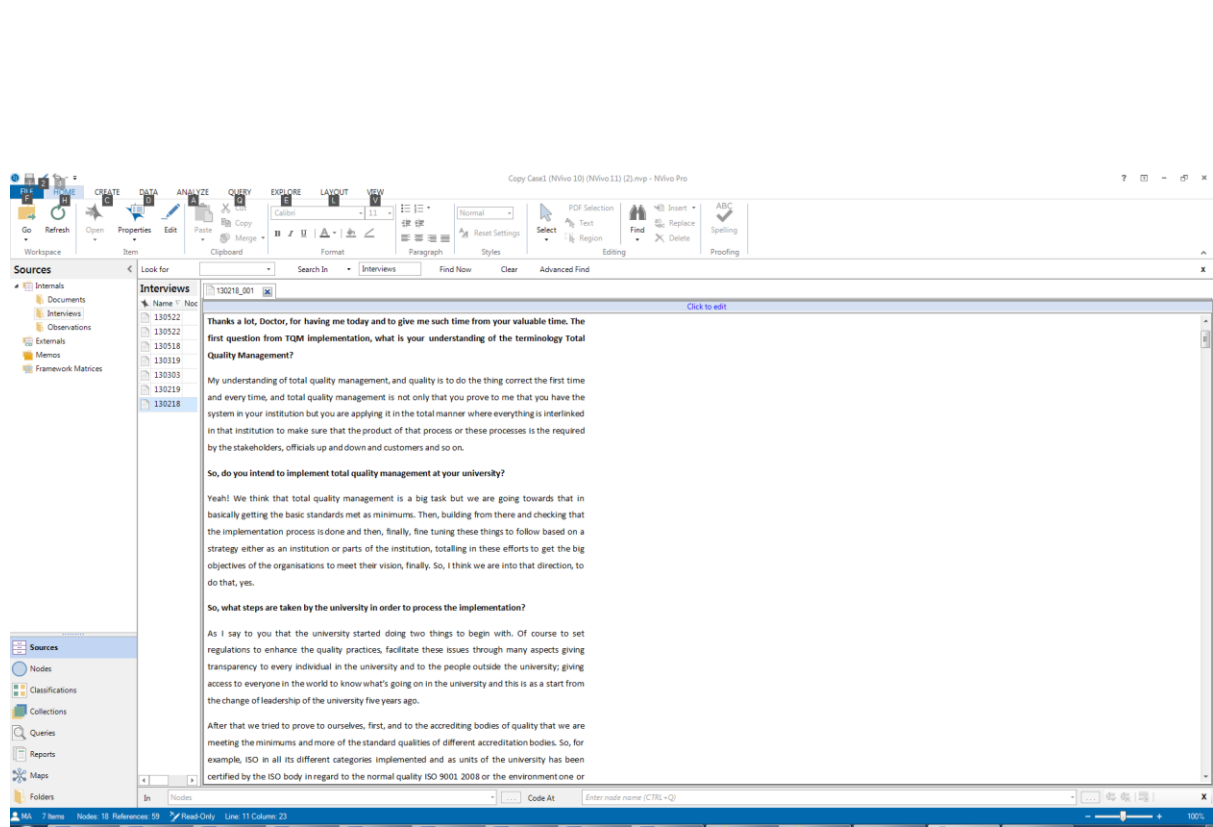 Copy Case1 (NVivo 10) (NVivo 11) (2).nvp - NVivo Pro
?
FILE HOME CREATE DATA ANALYZE QUERY EXPLORE LAYOUT VIEW
F H C D A Q E L V
Go Refresh Open Properties Edit Paste Cut Copy Merge
Calibri 11
B I U A
Normal
Reset Settings
Select
PDF Selection
Text
Region
Find
Insert
Replace
Delete
ABC
Spelling
Workspace Item Clipboard Format Paragraph Styles Editing Proofing
Sources
Look for Search In Interviews Find Now Clear Advanced Find x
Internals
Documents
Interviews
Observations
Externals
Memos
Framework Matrices
Interviews
Name Noc
130522
130522
130518
130319
130303
130219
130218
130218_001
Click to edit
Thanks a lot, Doctor, for having me today and to give me such time from your valuable time. The
first question from TQM implementation, what is your understanding of the terminology Total
Quality Management?
My understanding of total quality management, and quality is to do the thing correct the first time
and every time, and total quality management is not only that you prove to me that you have the
system in your institution but you are applying it in the total manner where everything is interlinked
in that institution to make sure that the product of that process or these processes is the required
by the stakeholders, officials up and down and customers and so on.
So, do you intend to implement total quality management at your university?
Yeah! We think that total quality management is a big task but we are going towards that in
basically getting the basic standards met as minimums. Then, building from there and checking that
the implementation process is done and then, finally, fine tuning these things to follow based on a
strategy either as an institution or parts of the institution, totalling in these efforts to get the big
objectives of the organisations to meet their vision, finally. So, I think we are into that direction, to
do that, yes.
So, what steps are taken by the university in order to process the implementation?
As I say to you that the university started doing two things to begin with. Of course to set
regulations to enhance the quality practices, facilitate these issues through many aspects giving
transparency to every individual in the university and to the people outside the university; giving
access to everyone in the world to know what's going on in the university and this is as a start from
the change of leadership of the university five years ago.
After that we tried to prove to ourselves, first, and to the accrediting bodies of quality that we are
meeting the minimums and more of the standard qualities of different accreditation bodies. So, for
example, ISO in all its different categories implemented and as units of the university has been
certified by the ISO body in regard to the normal quality ISO 9001 2008 or the environment one or
Sources
Nodes
Classifications
Collections
Queries
Reports
Maps
Folders
In Nodes ... Code At Enter node name (CTRL+Q) ... x
MA 7 Items Nodes: 18 References: 59 Read-Only Line: 11 Column: 23 - + 100%